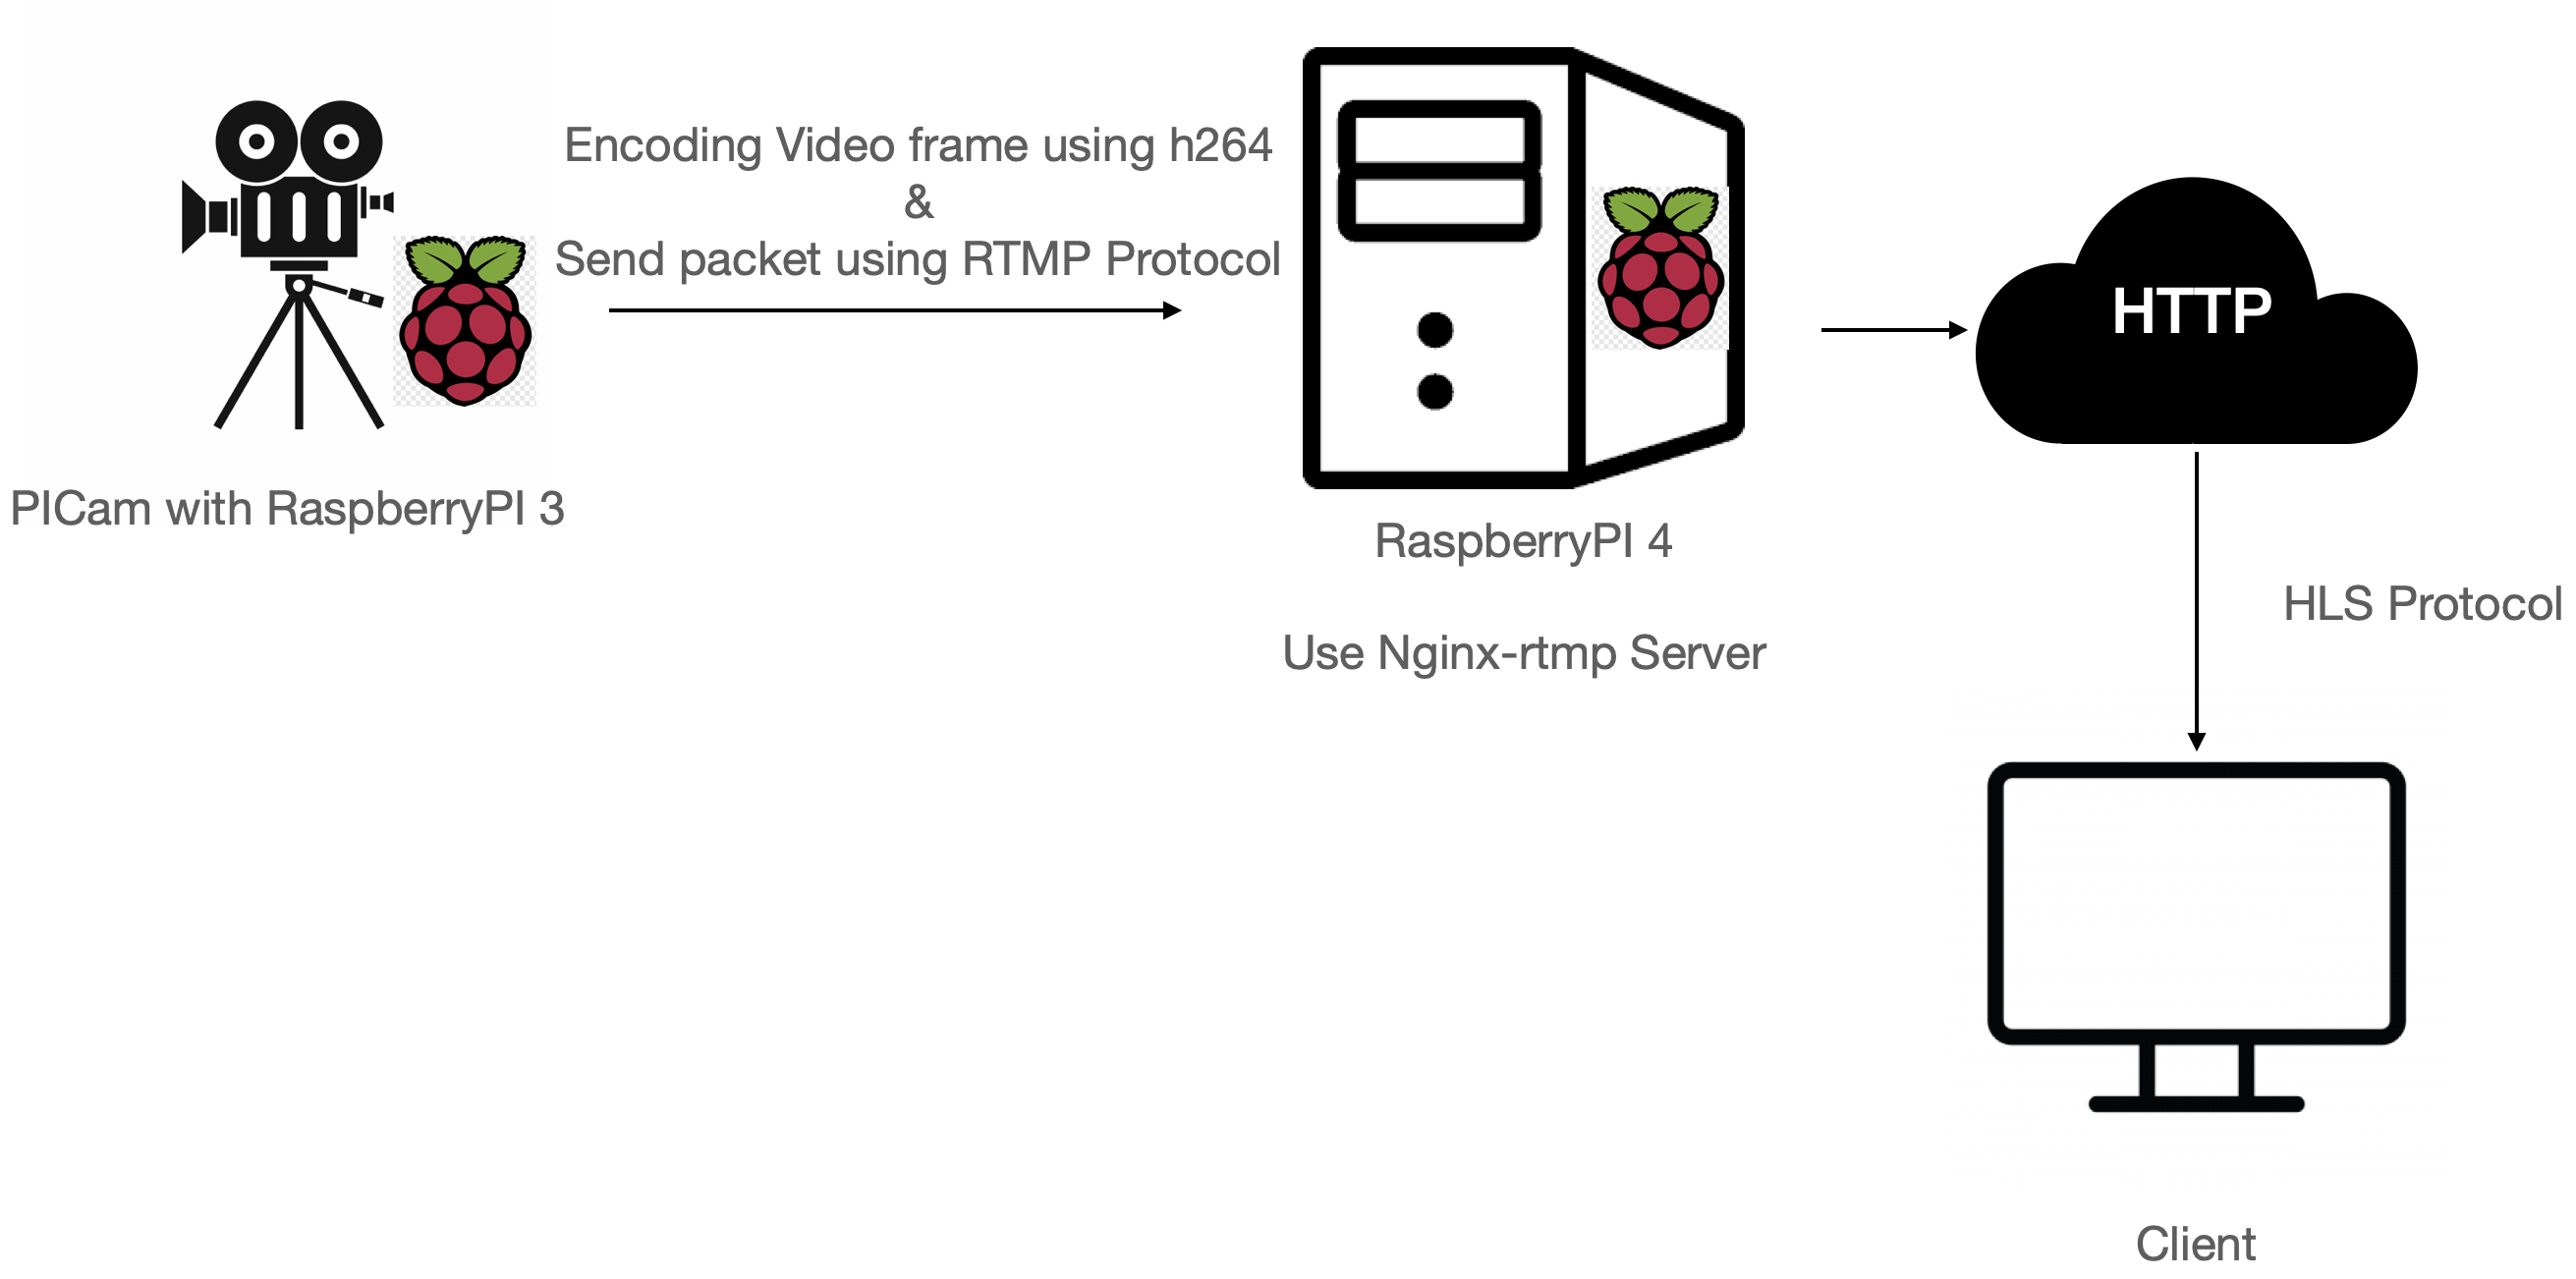 Encoding Video frame using h264
&
Send packet using RTMP Protocol
PICam with RaspberryPI 3
RaspberryPI 4
Use Nginx-rtmp Server
HTTP
HLS Protocol
Client